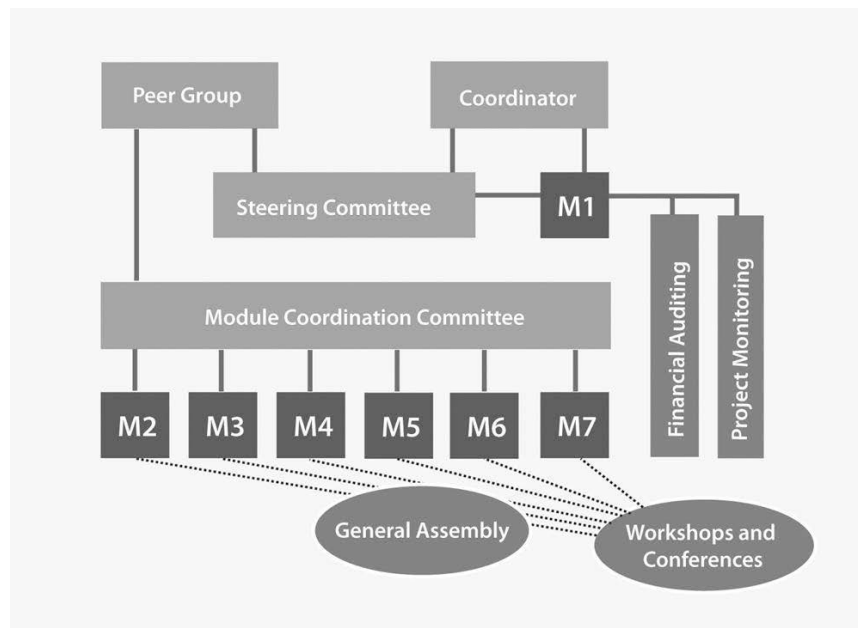 Peer Group
Coordinator
Steering Committee
M1
Financial Auditing
Project Monitoring
Module Coordination Committee
M2
M3
M4
M5
M6
M7
General Assembly
Workshops and
Conferences